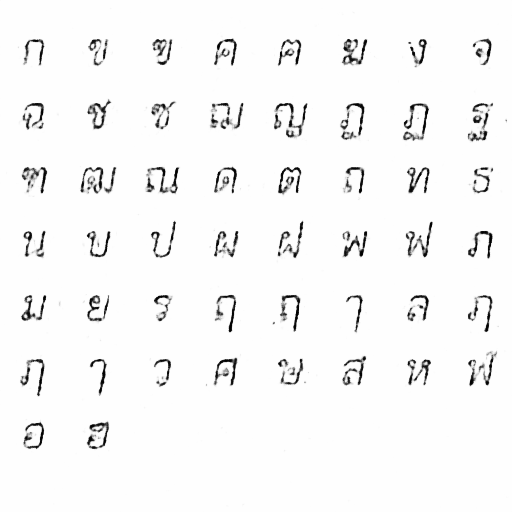 ก ข ฃ ค ฅ ฆ ง จ
ฉ ช ซ ฌ ญ ฎ ฏ ฐ
ฑ ฒ ณ ด ต ถ ท ธ
น บ ป ผ ฝ พ ฟ ภ
ม ย ร ฤ ฤ ๅ ล ฦ
ฦ ๅ ว ศ ษ ส ห ฬ
อ ฮ